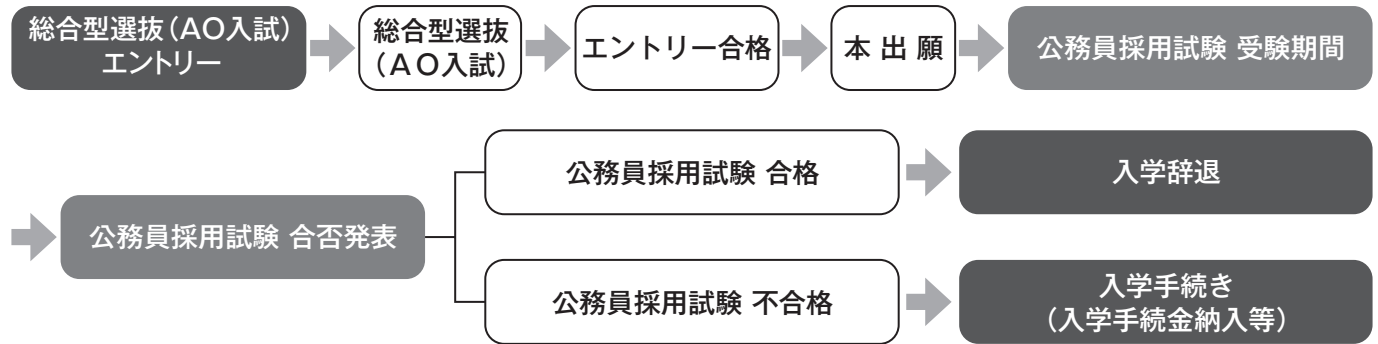 総合型選抜（AO入試）
エントリー
総合型選抜
（AO入試）
エントリー合格
本 出 願
公務員採用試験 受験期間
公務員採用試験 合否発表
公務員採用試験 合格
入学辞退
公務員採用試験 不合格
入学手続き
（入学手続金納入等）